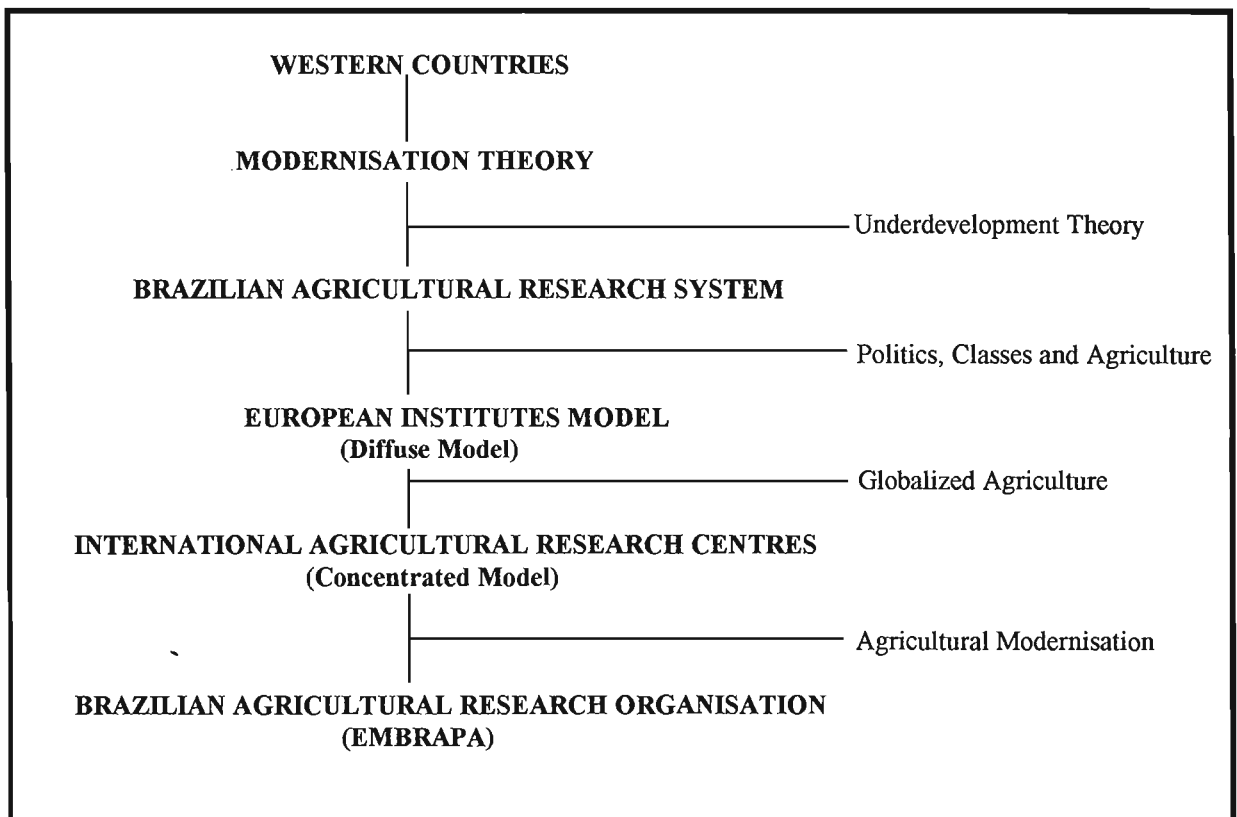 WESTERN COUNTRIES
MODERNISATION THEORY
Underdevelopment Theory
BRAZILIAN AGRICULTURAL RESEARCH SYSTEM
Politics, Classes and Agriculture
EUROPEAN INSTITUTES MODEL
(Diffuse Model)
Globalized Agriculture
INTERNATIONAL AGRICULTURAL RESEARCH CENTRES
(Concentrated Model)
Agricultural Modernisation
BRAZILIAN AGRICULTURAL RESEARCH ORGANISATION
(EMBRAPA)